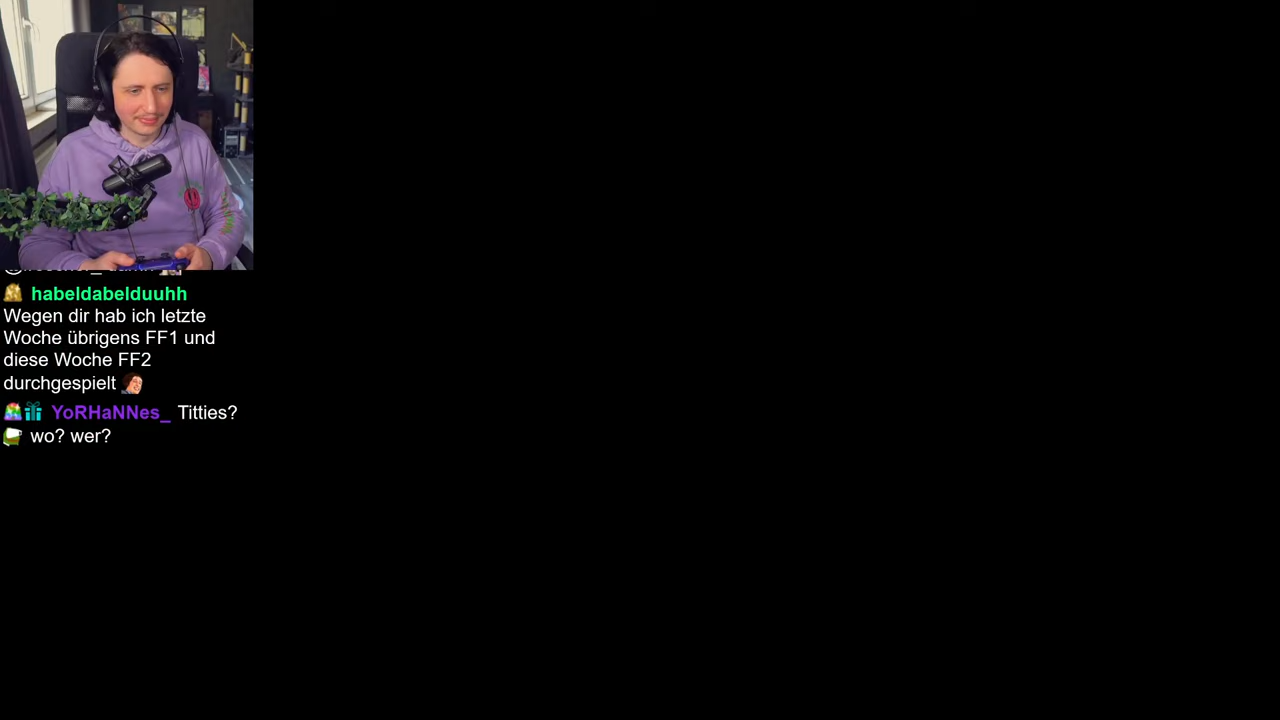 habeldabelduuhh
Wegen dir hab ich letzte
Woche übrigens FF1 und
diese Woche FF2
durchgespielt
YoRHaNNes_ Titties?
wo? wer?